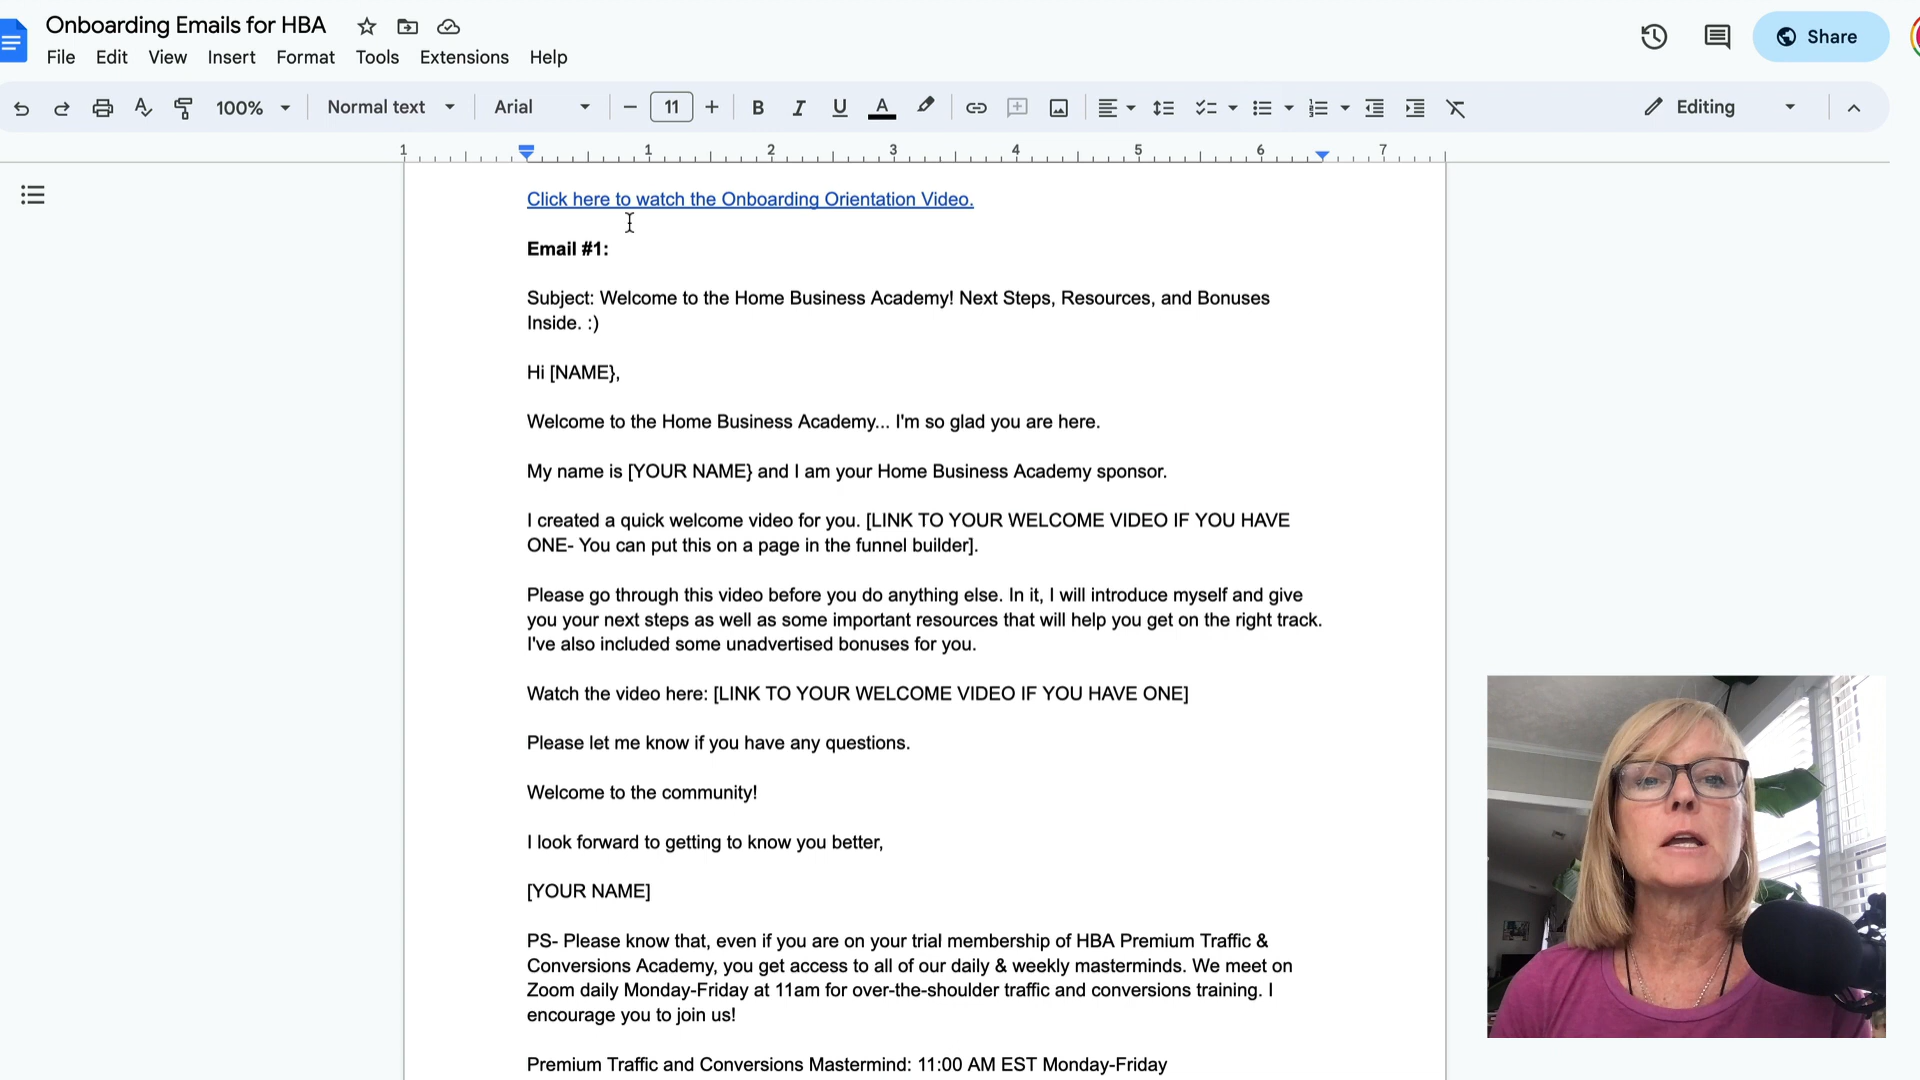 Onboarding Emails for HBA
File Edit View Insert Format Tools Extensions Help
Share
100% Normal text Arial 11 B I U A Editing
1 1 2 3 4 5 6 7
Click here to watch the Onboarding Orientation Video.
Email #1:
Subject: Welcome to the Home Business Academy! Next Steps, Resources, and Bonuses
Inside. :)
Hi [NAME},
Welcome to the Home Business Academy... I'm so glad you are here.
My name is [YOUR NAME} and I am your Home Business Academy sponsor.
I created a quick welcome video for you. [LINK TO YOUR WELCOME VIDEO IF YOU HAVE
ONE- You can put this on a page in the funnel builder].
Please go through this video before you do anything else. In it, I will introduce myself and give
you your next steps as well as some important resources that will help you get on the right track.
I've also included some unadvertised bonuses for you.
Watch the video here: [LINK TO YOUR WELCOME VIDEO IF YOU HAVE ONE]
Please let me know if you have any questions.
Welcome to the community!
I look forward to getting to know you better,
[YOUR NAME]
PS- Please know that, even if you are on your trial membership of HBA Premium Traffic &
Conversions Academy, you get access to all of our daily & weekly masterminds. We meet on
Zoom daily Monday-Friday at 11am for over-the-shoulder traffic and conversions training. I
encourage you to join us!
Premium Traffic and Conversions Mastermind: 11:00 AM EST Monday-Friday